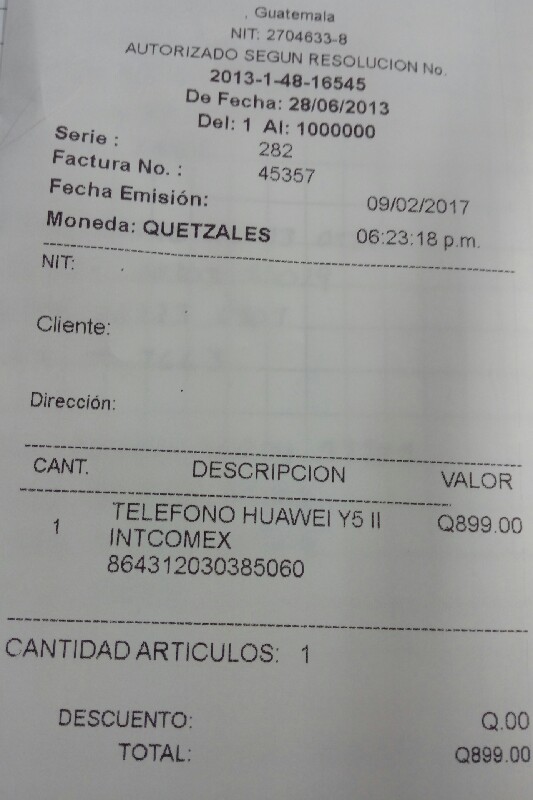 , Guatemala
NIT: 2704633-8
AUTORIZADO SEGUN RESOLUCION No.
2013-1-48-16545
De Fecha: 28/06/2013
Del: 1 Al: 1000000
Serie : 282
Factura No. : 45357
Fecha Emisión: 09/02/2017
Moneda: QUETZALES 06:23:18 p.m.
NIT:
Cliente:
Dirección:
CANT. DESCRIPCION VALOR
1 TELEFONO HUAWEI Y5 II Q899.00
INTCOMEX
864312030385060
CANTIDAD ARTICULOS: 1
DESCUENTO: Q.00
TOTAL: Q899.00